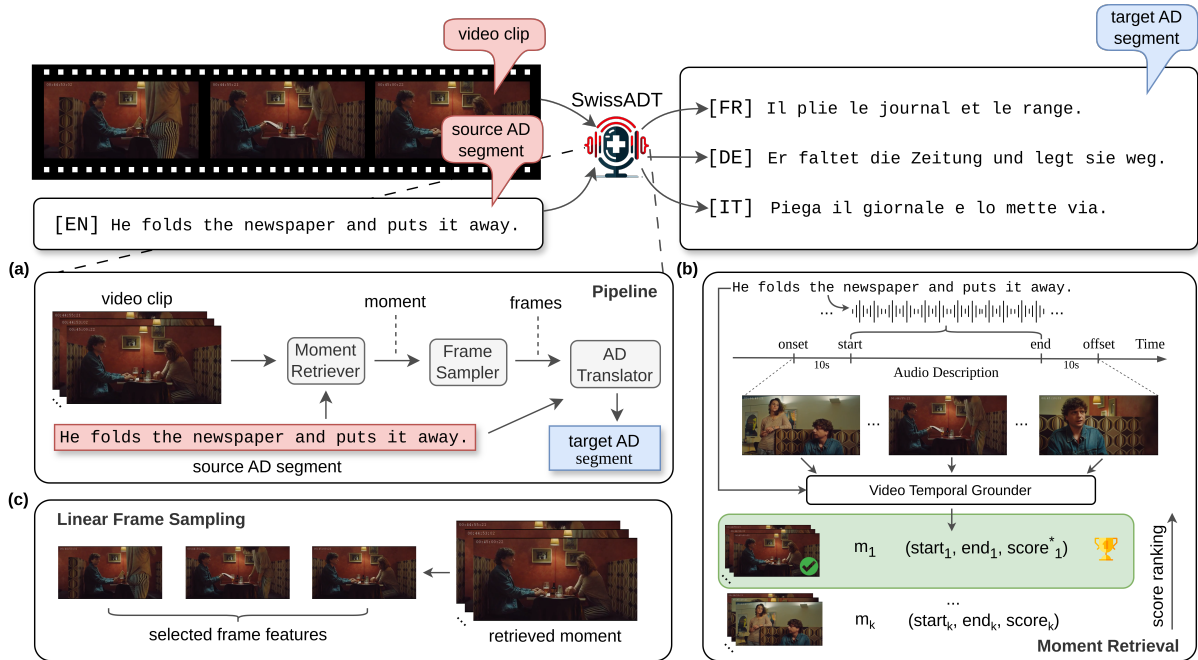 video clip
target AD
segment
SwissADT
source AD
segment
[FR] Il plie le journal et le range.
[DE] Er faltet die Zeitung und legt sie weg.
[IT] Piega il giornale e lo mette via.
[EN] He folds the newspaper and puts it away.
(a)
Pipeline
video clip
moment
frames
Moment
Retriever
Frame
Sampler
AD
Translator
He folds the newspaper and puts it away.
source AD segment
target AD
segment
(b)
He folds the newspaper and puts it away.
... ...
onset start end offset Time
10s 10s
Audio Description
... ...
Video Temporal Grounder
m1 (start1, end1, score*1)
...
mk (startk, endk, scorek)
score ranking
Moment Retrieval
(c)
Linear Frame Sampling
selected frame features
retrieved moment